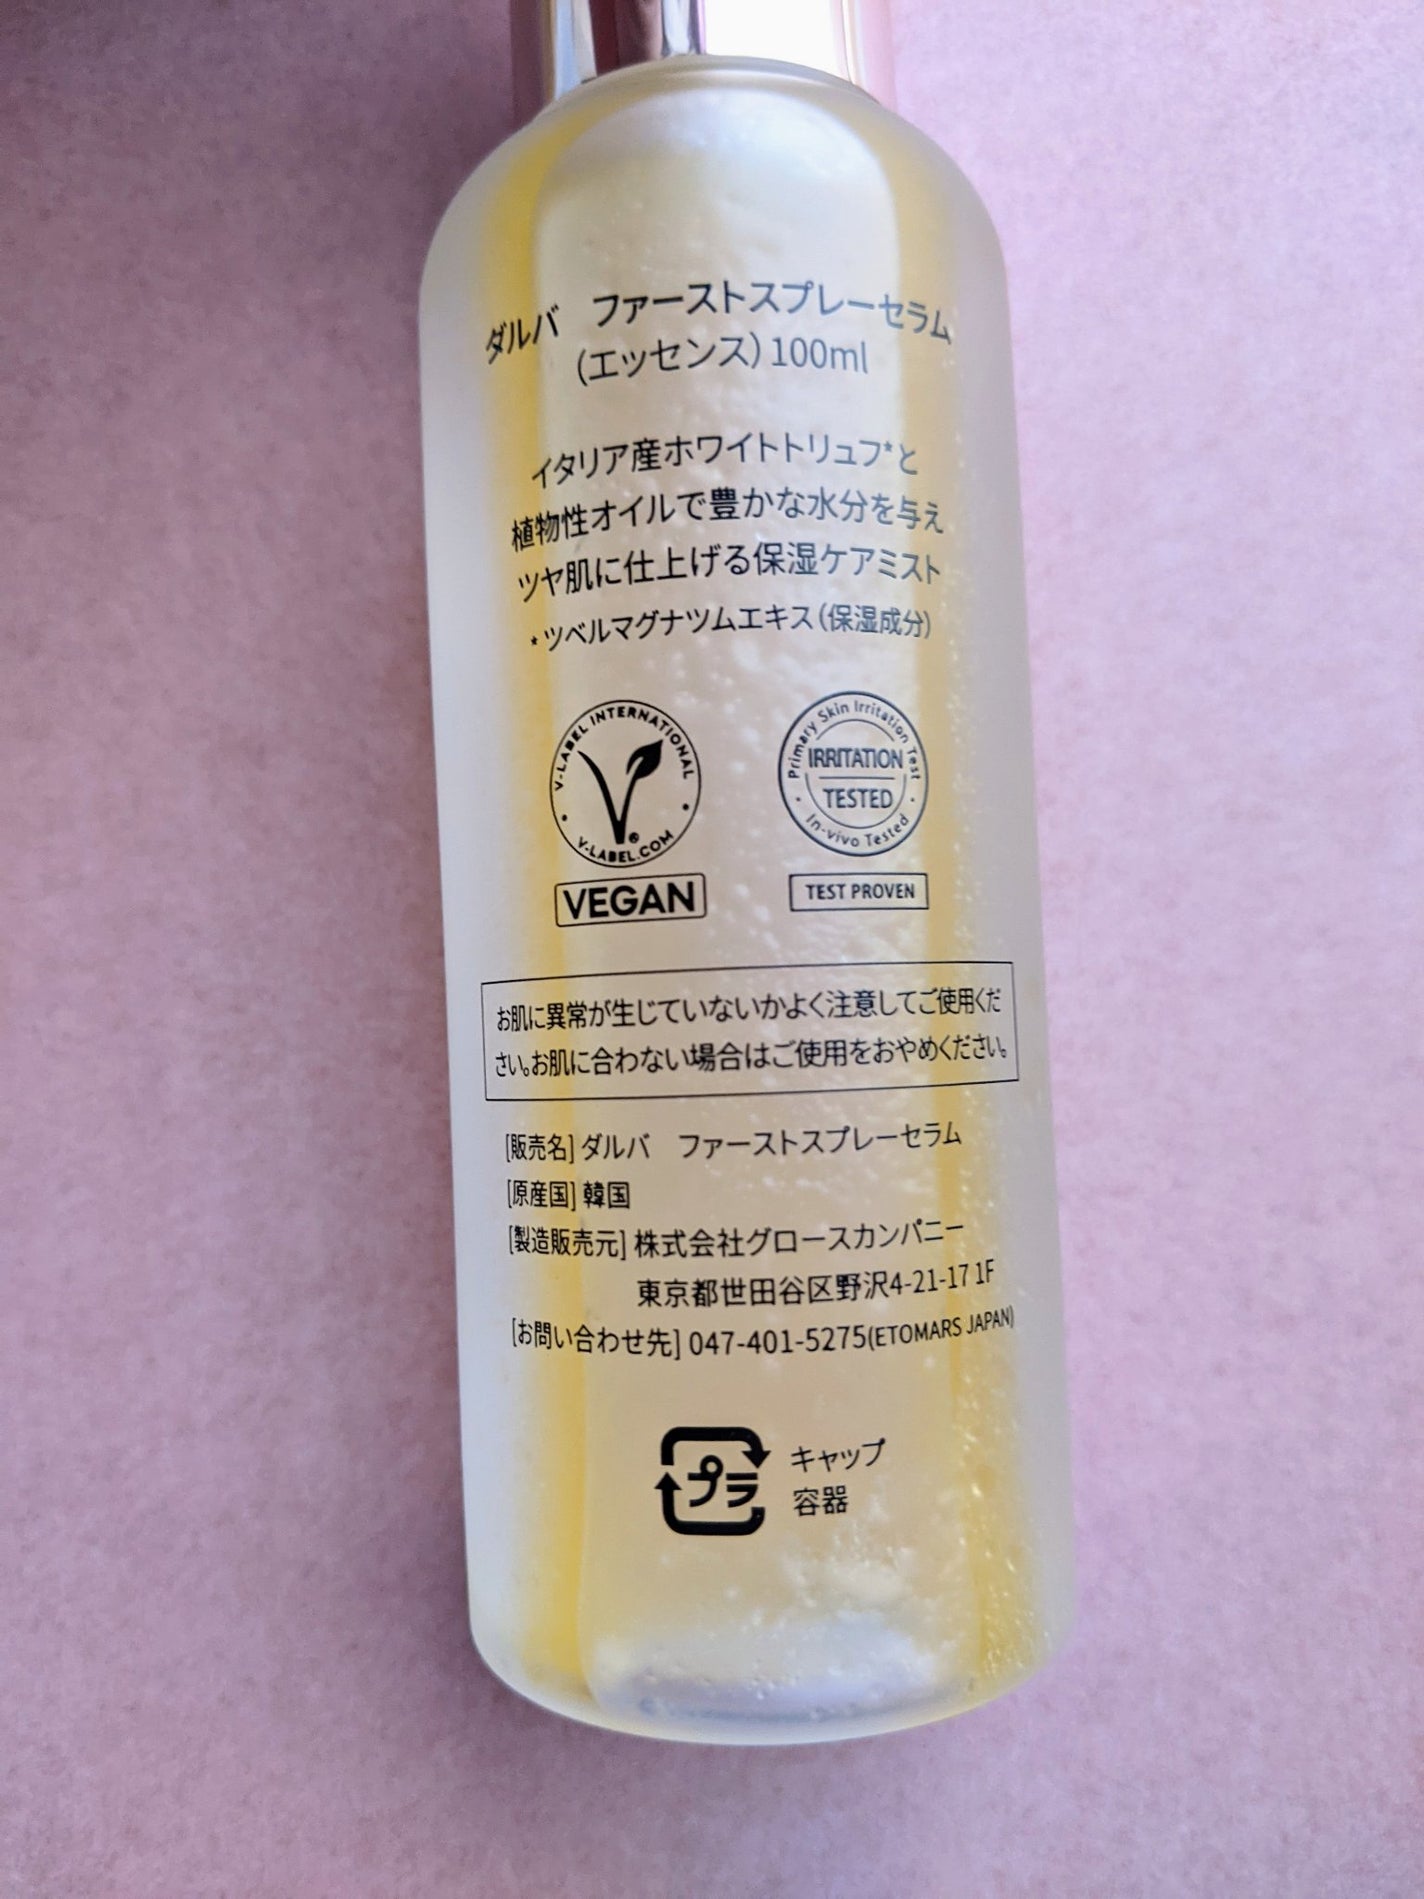 ダルバ　ファーストスプレーセラム
(エッセンス) 100ml
イタリア産ホワイトトリュフ*と
植物性オイルで豊かな水分を与え
ツヤ肌に仕上げる保湿ケアミスト
*ツベルマグナツムエキス(保湿成分)
V-LABEL INTERNATIONAL
V-LABEL.COM
VEGAN
Primary Skin Irritation Test
IRRITATION
TESTED
In-vivo Tested
TEST PROVEN
お肌に異常が生じていないかよく注意してご使用くだ
さい。お肌に合わない場合はご使用をおやめください。
[販売名] ダルバ　ファーストスプレーセラム
[原産国] 韓国
[製造販売元] 株式会社グロースカンパニー
東京都世田谷区野沢4-21-17 1F
[お問い合わせ先] 047-401-5275(ETOMARS JAPAN)
プラ
キャップ
容器